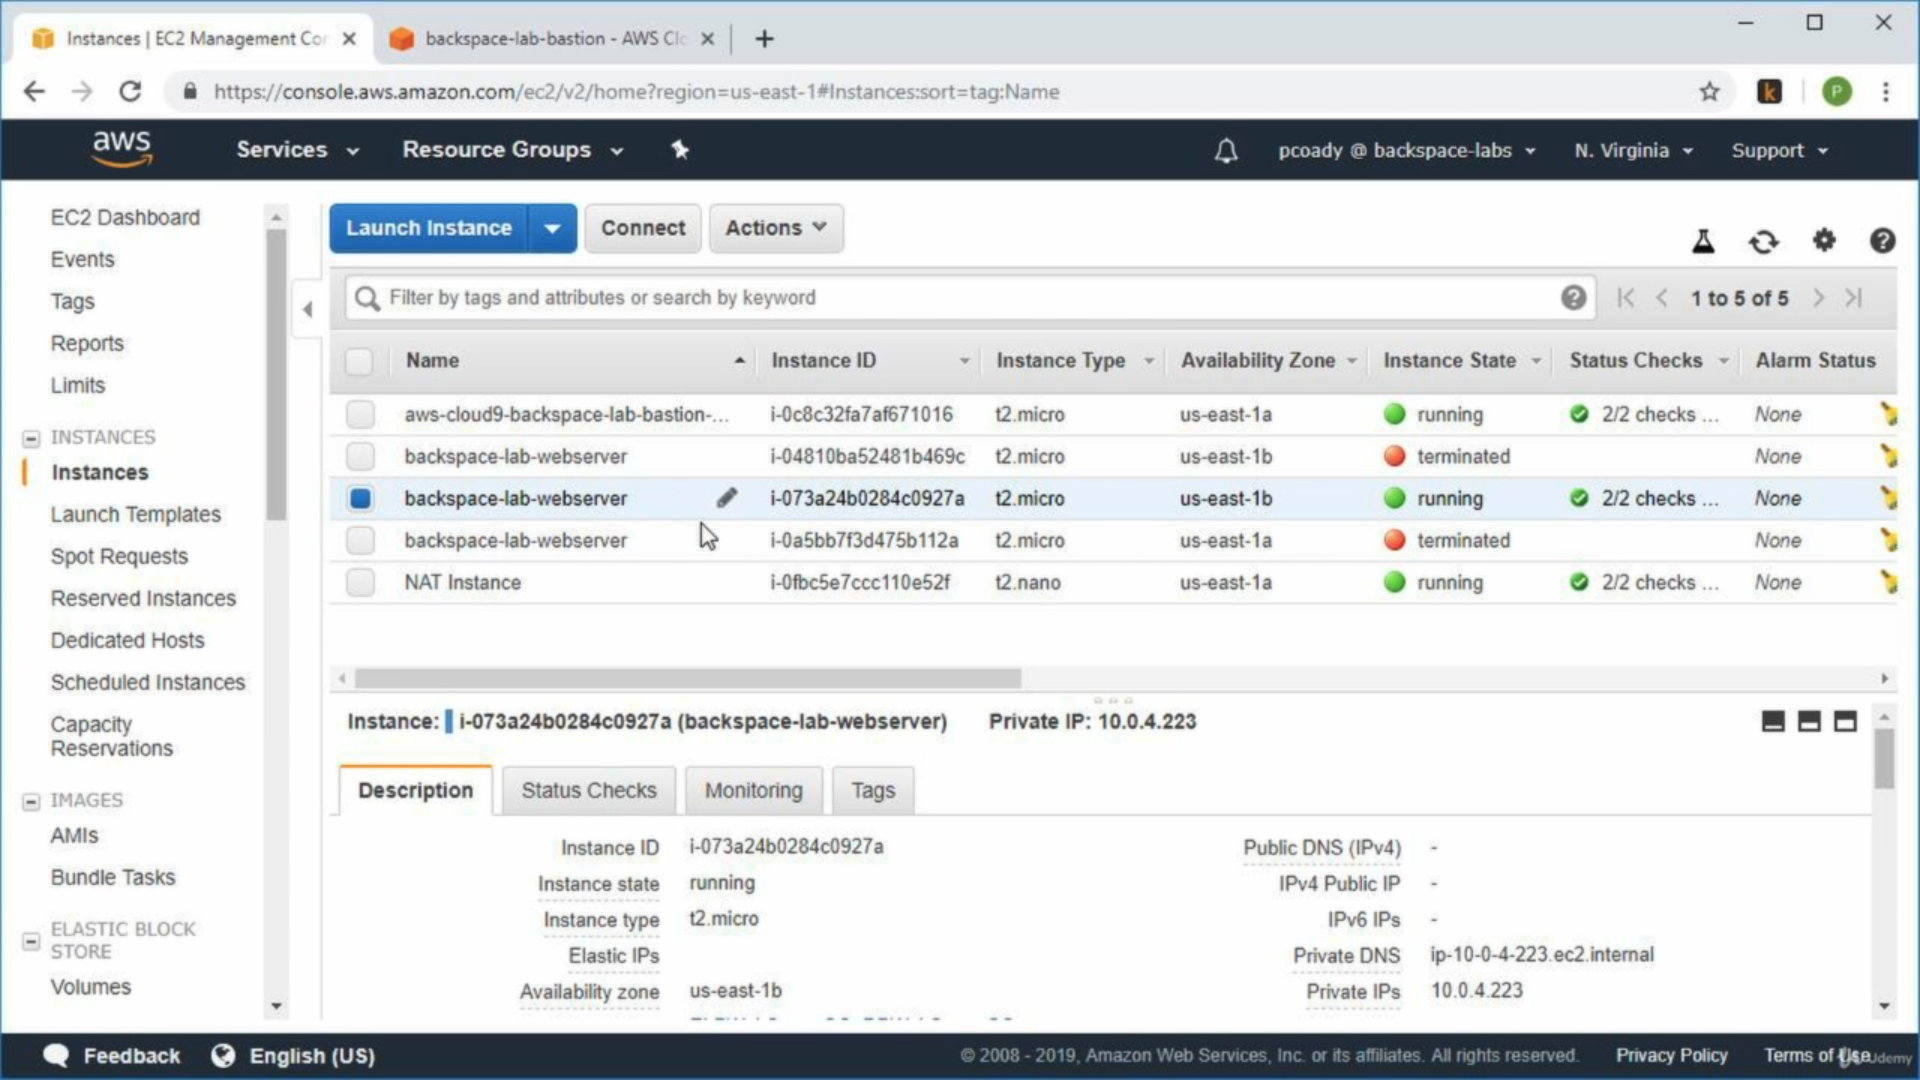 Instances | EC2 Management Con
backspace-lab-bastion - AWS Clo
https://console.aws.amazon.com/ec2/v2/home?region=us-east-1#Instances:sort=tag:Name
k
P
aws
Services
Resource Groups
pcoady @ backspace-labs
N. Virginia
Support
EC2 Dashboard
Events
Tags
Reports
Limits
INSTANCES
Instances
Launch Templates
Spot Requests
Reserved Instances
Dedicated Hosts
Scheduled Instances
Capacity
Reservations
IMAGES
AMIs
Bundle Tasks
ELASTIC BLOCK
STORE
Volumes
Launch Instance
Connect
Actions
Filter by tags and attributes or search by keyword
1 to 5 of 5
Name Instance ID Instance Type Availability Zone Instance State Status Checks Alarm Status
aws-cloud9-backspace-lab-bastion-... i-0c8c32fa7af671016 t2.micro us-east-1a running 2/2 checks ... None
backspace-lab-webserver i-04810ba52481b469c t2.micro us-east-1b terminated None
backspace-lab-webserver i-073a24b0284c0927a t2.micro us-east-1b running 2/2 checks ... None
backspace-lab-webserver i-0a5bb7f3d475b112a t2.micro us-east-1a terminated None
NAT Instance i-0fbc5e7ccc110e52f t2.nano us-east-1a running 2/2 checks ... None
Instance: i-073a24b0284c0927a (backspace-lab-webserver) Private IP: 10.0.4.223
Description
Status Checks
Monitoring
Tags
Instance ID i-073a24b0284c0927a
Instance state running
Instance type t2.micro
Elastic IPs
Availability zone us-east-1b
Public DNS (IPv4) -
IPv4 Public IP -
IPv6 IPs -
Private DNS ip-10-0-4-223.ec2.internal
Private IPs 10.0.4.223
Feedback
English (US)
© 2008 - 2019, Amazon Web Services, Inc. or its affiliates. All rights reserved.
Privacy Policy
Terms of Use
Udemy